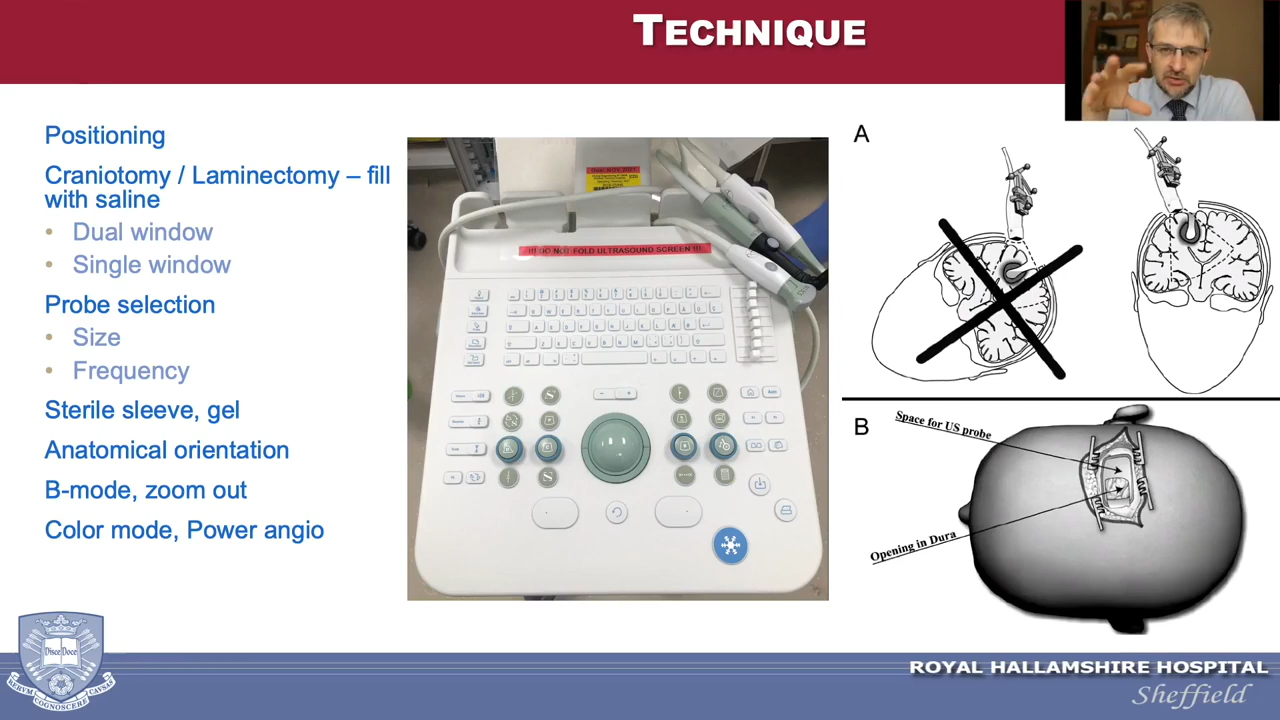 TECHNIQUE
Positioning
Craniotomy / Laminectomy – fill
with saline
• Dual window
• Single window
Probe selection
• Size
• Frequency
Sterile sleeve, gel
Anatomical orientation
B-mode, zoom out
Color mode, Power angio
!!! DO NOT FOLD ULTRASOUND SCREEN !!!
A
B
Space for US probe
Opening in Dura
Disce Doce
COGNOSCERE
ROYAL HALLAMSHIRE HOSPITAL
Sheffield